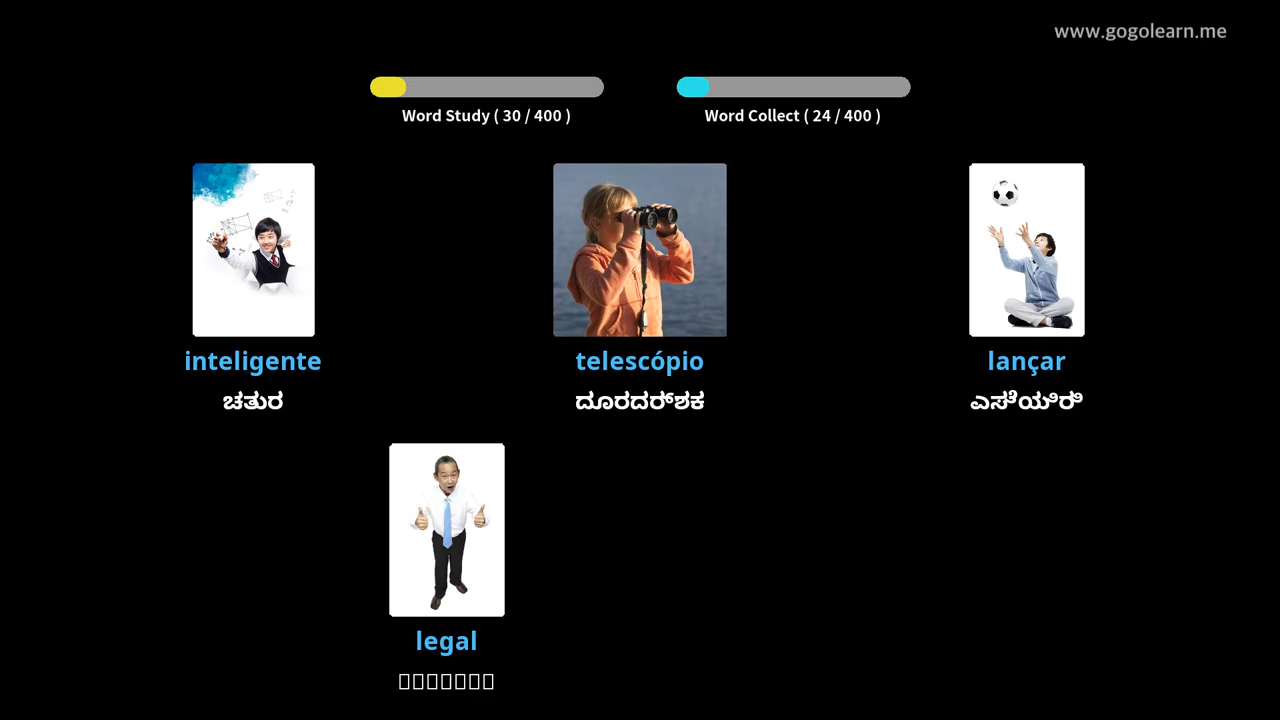 www.gogolearn.me
Word Study ( 30 / 400 )
Word Collect ( 24 / 400 )
inteligente
telescópio
lançar
ಚತುರ
ದೂರದರ್ಶಕ
ಎಸೆಯಿರಿ
legal